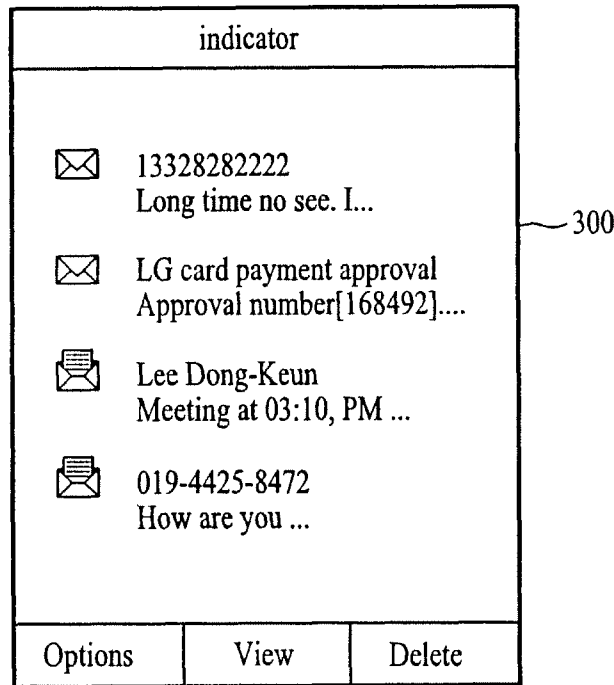 indicator
13328282222
Long time no see. I...
300
LG card payment approval
Approval number[168492]....
Lee Dong-Keun
Meeting at 03:10, PM ...
019-4425-8472
How are you ...
Options View Delete